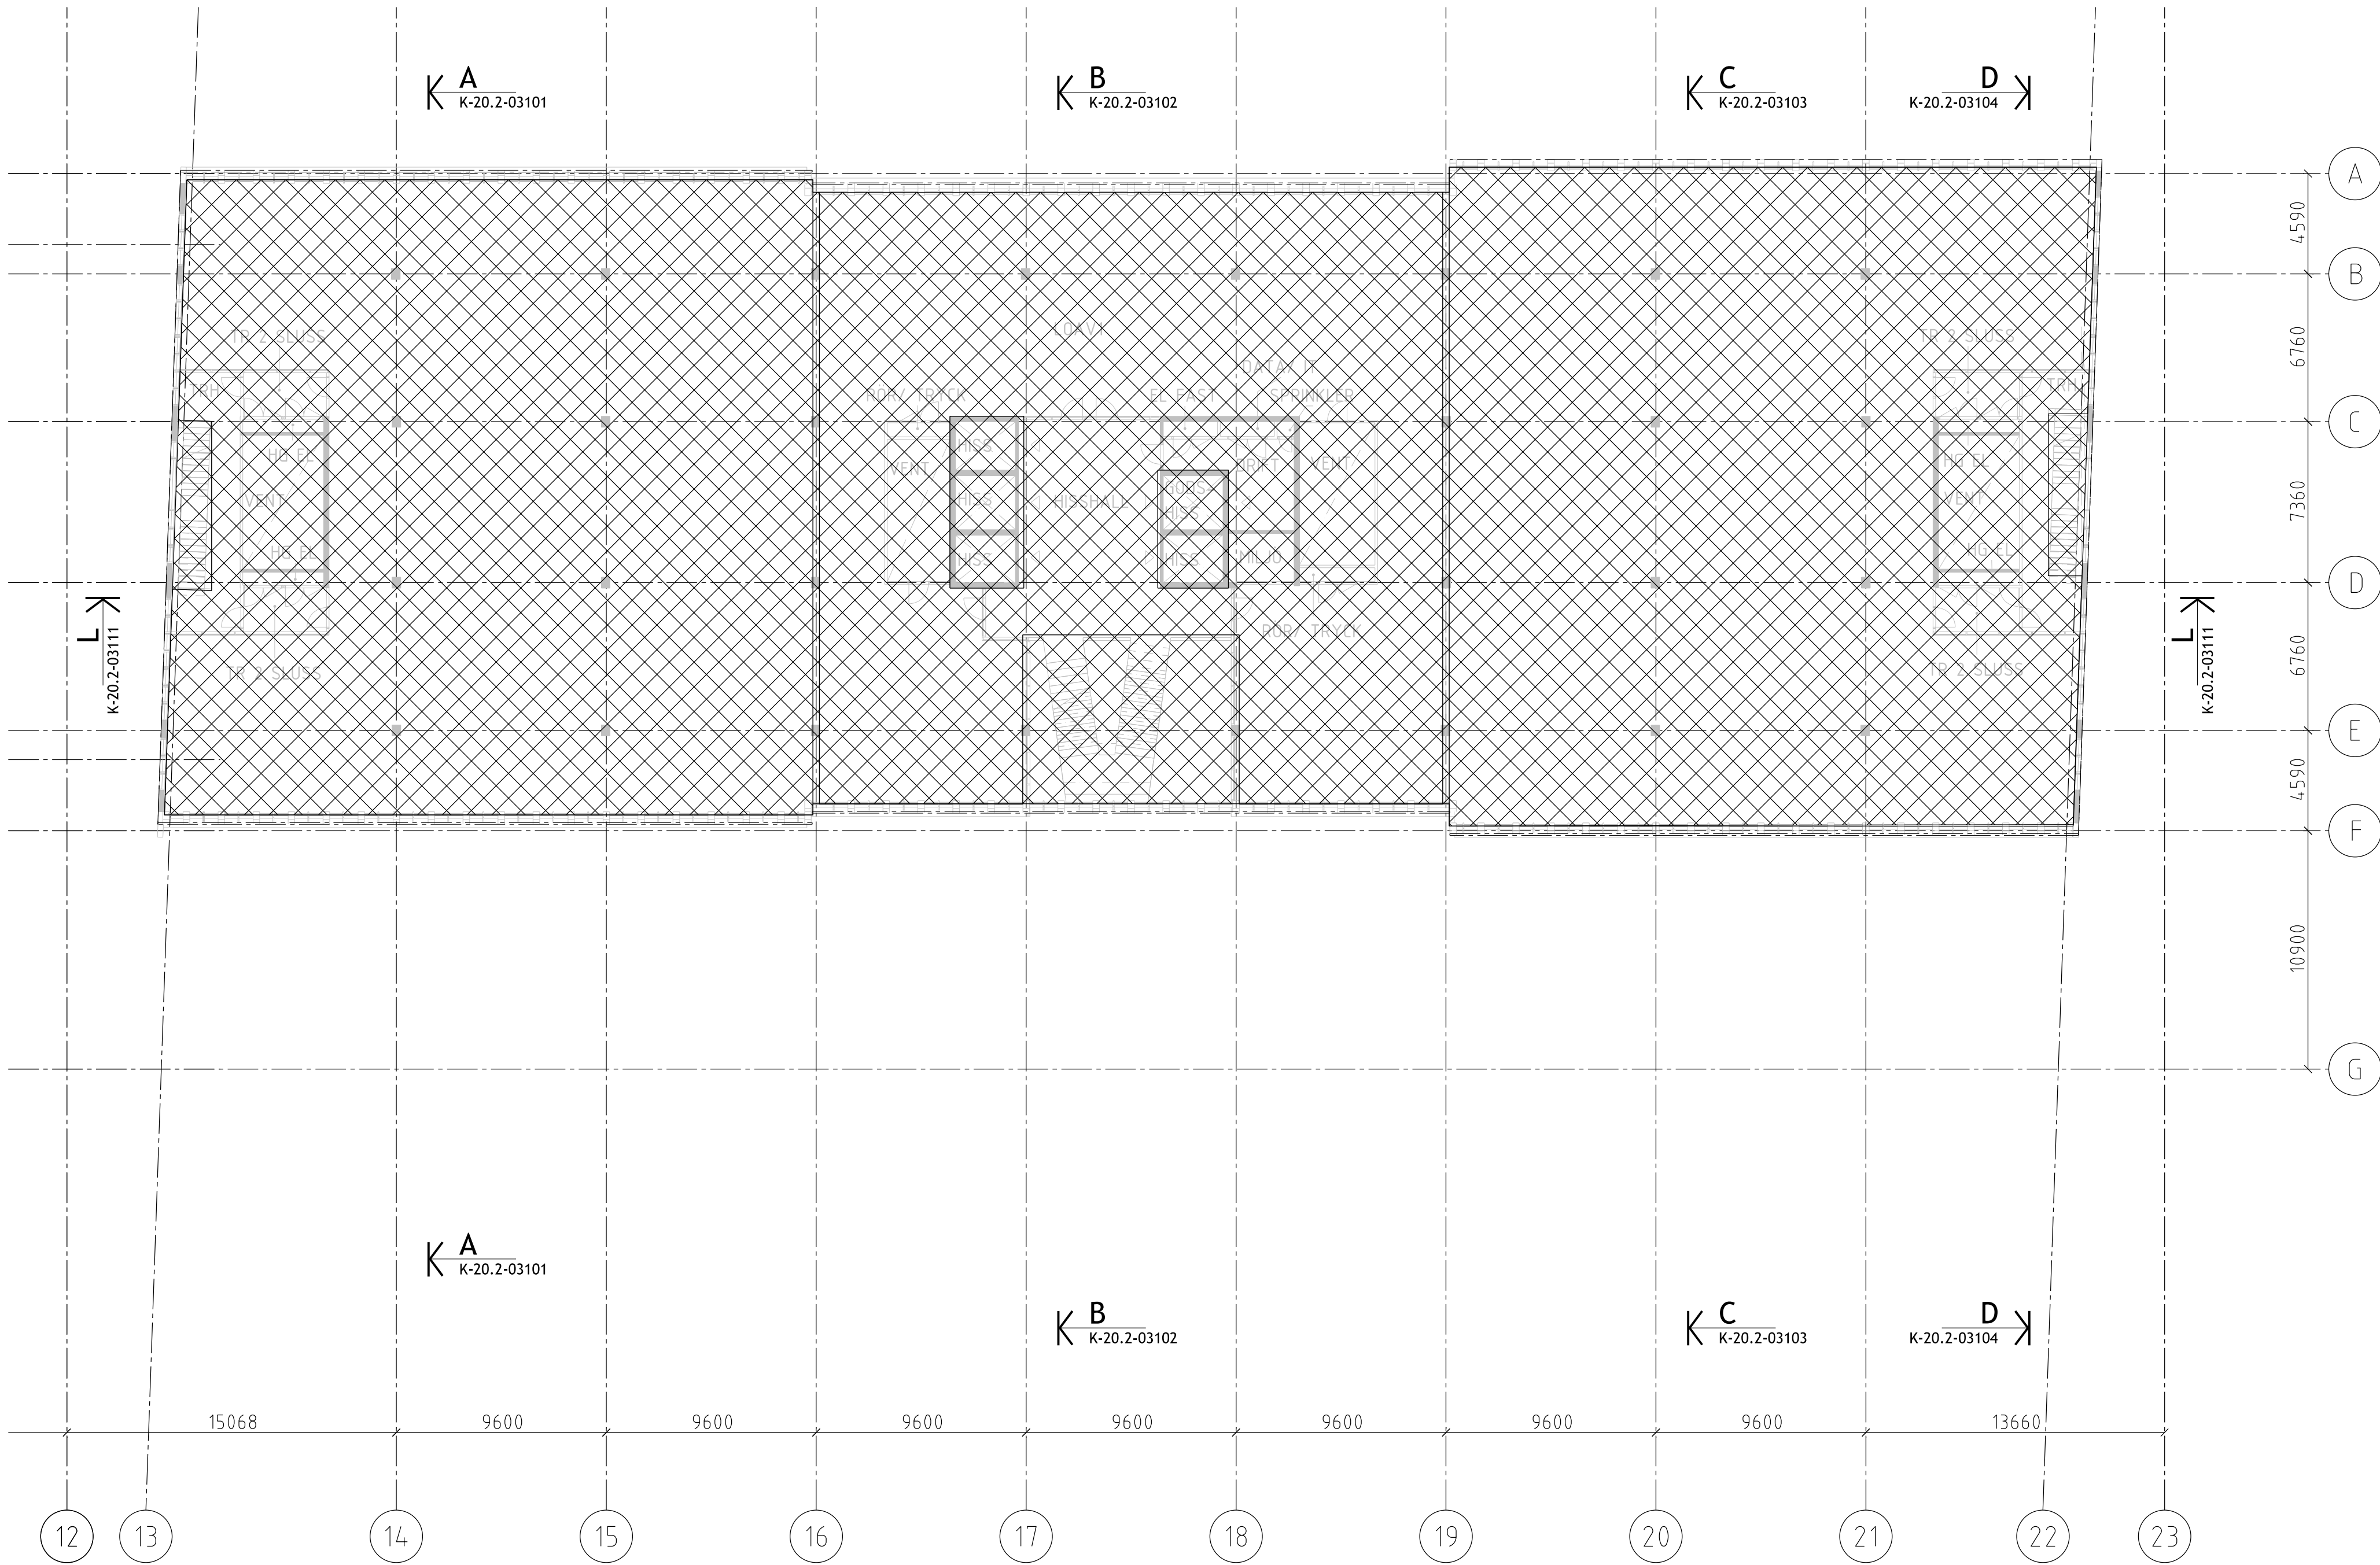 A
K-20.2-03101
B
K-20.2-03102
C
K-20.2-03103
D
K-20.2-03104
A
4590
B
6760
C
7360
D
6760
E
4590
F
10900
G
TR 2 SLUSS
TRH
HG EL
VENT
HG EL
TR 2 SLUSS
RÖR/ TRYCK
DATA/ IT
EL FAST
SPRINKLER
HISS
VENT
HISS
HISSHALL
GODS-
HISS
DRIFT
VENT
HISS
HISS
MILJÖ
RÖR/ TRYCK
TR 2 SLUSS
TRH
HG EL
VENT
HG EL
TR 2 SLUSS
L
K-20.2-03111
L
K-20.2-03111
A
K-20.2-03101
B
K-20.2-03102
C
K-20.2-03103
D
K-20.2-03104
15068
9600
9600
9600
9600
9600
9600
9600
13660
12
13
14
15
16
17
18
19
20
21
22
23